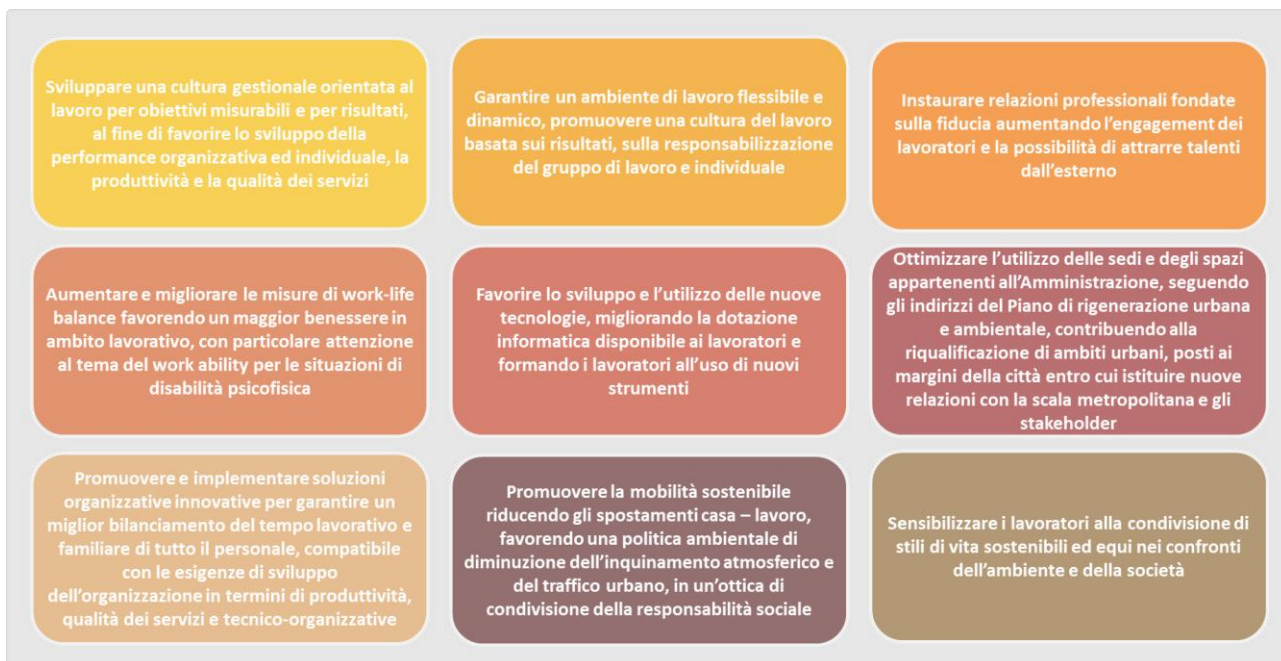 Sviluppare una cultura gestionale orientata al
lavoro per obiettivi misurabili e per risultati,
al fine di favorire lo sviluppo della
performance organizzativa ed individuale, la
produttività e la qualità dei servizi
Garantire un ambiente di lavoro flessibile e
dinamico, promuovere una cultura del lavoro
basata sui risultati, sulla responsabilizzazione
del gruppo di lavoro e individuale
Instaurare relazioni professionali fondate
sulla fiducia aumentando l'engagement dei
lavoratori e la possibilità di attrarre talenti
dall'esterno
Aumentare e migliorare le misure di work-life
balance favorendo un maggior benessere in
ambito lavorativo, con particolare attenzione
al tema del work ability per le situazioni di
disabilità psicofisica
Favorire lo sviluppo e l'utilizzo delle nuove
tecnologie, migliorando la dotazione
informatica disponibile ai lavoratori e
formando i lavoratori all'uso di nuovi
strumenti
Ottimizzare l'utilizzo delle sedi e degli spazi
appartenenti all'Amministrazione, seguendo
gli indirizzi del Piano di rigenerazione urbana
e ambientale, contribuendo alla
riqualificazione di ambiti urbani, posti ai
margini della città entro cui istituire nuove
relazioni con la scala metropolitana e gli
stakeholder
Promuovere e implementare soluzioni
organizzative innovative per garantire un
miglior bilanciamento del tempo lavorativo e
familiare di tutto il personale, compatibile
con le esigenze di sviluppo
dell'organizzazione in termini di produttività,
qualità dei servizi e tecnico-organizzative
Promuovere la mobilità sostenibile
riducendo gli spostamenti casa – lavoro,
favorendo una politica ambientale di
diminuzione dell'inquinamento atmosferico e
del traffico urbano, in un'ottica di
condivisione della responsabilità sociale
Sensibilizzare i lavoratori alla condivisione di
stili di vita sostenibili ed equi nei confronti
dell'ambiente e della società